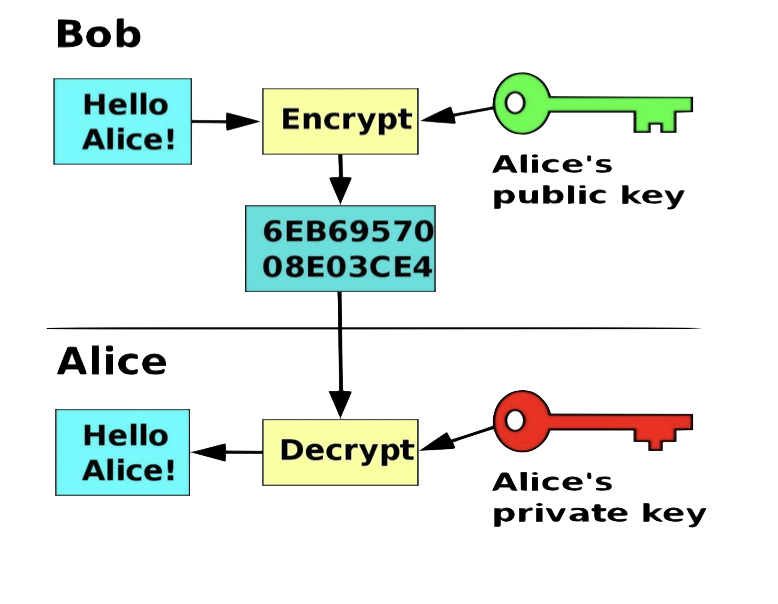 Bob
Hello
Alice!
Encrypt
Alice's
public key
6EB69570
08E03CE4
Alice
Hello
Alice!
Decrypt
Alice's
private key